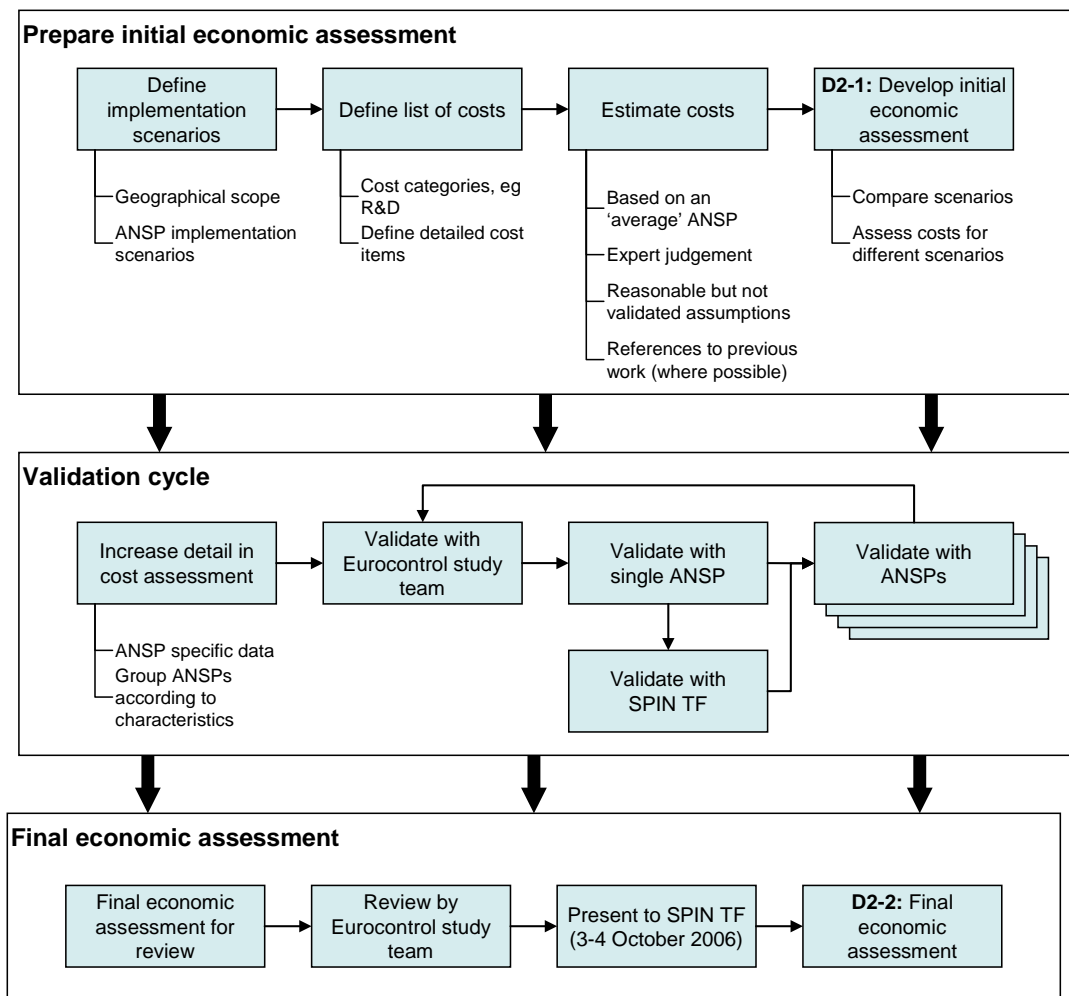 Prepare initial economic assessment
Define
implementation
scenarios
Define list of costs
Estimate costs
D2-1: Develop initial
economic
assessment
Geographical scope
ANSP implementation
scenarios
Cost categories, eg
R&D
Define detailed cost
items
Based on an
‘average’ ANSP
Expert judgement
Reasonable but not
validated assumptions
References to previous
work (where possible)
Compare scenarios
Assess costs for
different scenarios
Validation cycle
Increase detail in
cost assessment
Validate with
Eurocontrol study
team
Validate with
single ANSP
Validate with
ANSPs
ANSP specific data
Group ANSPs
according to
characteristics
Validate with
SPIN TF
Final economic assessment
Final economic
assessment for
review
Review by
Eurocontrol study
team
Present to SPIN TF
(3-4 October 2006)
D2-2: Final
economic
assessment